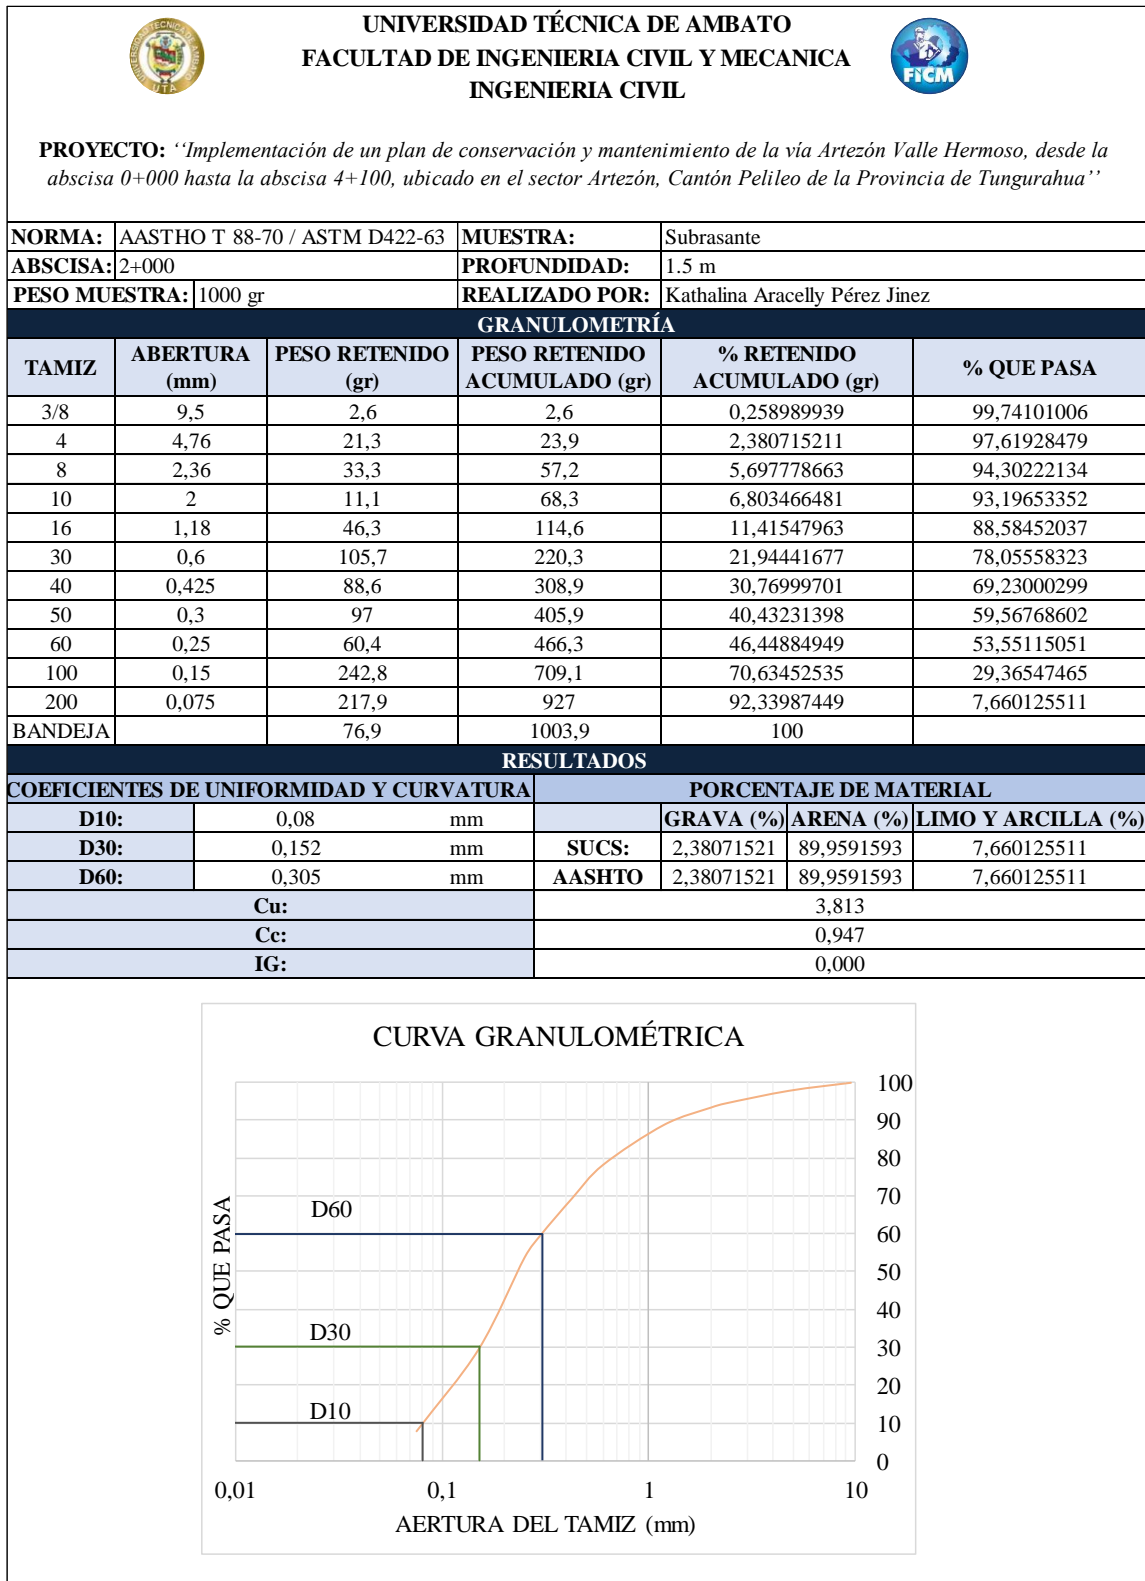 UNIVERSIDAD TÉCNICA DE AMBATO
FACULTAD DE INGENIERIA CIVIL Y MECANICA
INGENIERIA CIVIL
UNIVERSIDAD TECNICA DE AMBATO
UTA
FICM
PROYECTO: ‘‘Implementación de un plan de conservación y mantenimiento de la vía Artezón Valle Hermoso, desde la
abscisa 0+000 hasta la abscisa 4+100, ubicado en el sector Artezón, Cantón Pelileo de la Provincia de Tungurahua’’
NORMA: AASTHO T 88-70 / ASTM D422-63 MUESTRA: Subrasante
ABSCISA: 2+000 PROFUNDIDAD: 1.5 m
PESO MUESTRA: 1000 gr REALIZADO POR: Kathalina Aracelly Pérez Jinez
GRANULOMETRÍA
TAMIZ ABERTURA (mm) PESO RETENIDO (gr) PESO RETENIDO ACUMULADO (gr) % RETENIDO ACUMULADO (gr) % QUE PASA
3/8 9,5 2,6 2,6 0,258989939 99,74101006
4 4,76 21,3 23,9 2,380715211 97,61928479
8 2,36 33,3 57,2 5,697778663 94,30222134
10 2 11,1 68,3 6,803466481 93,19653352
16 1,18 46,3 114,6 11,41547963 88,58452037
30 0,6 105,7 220,3 21,94441677 78,05558323
40 0,425 88,6 308,9 30,76999701 69,23000299
50 0,3 97 405,9 40,43231398 59,56768602
60 0,25 60,4 466,3 46,44884949 53,55115051
100 0,15 242,8 709,1 70,63452535 29,36547465
200 0,075 217,9 927 92,33987449 7,660125511
BANDEJA 76,9 1003,9 100
RESULTADOS
COEFICIENTES DE UNIFORMIDAD Y CURVATURA PORCENTAJE DE MATERIAL
D10: 0,08 mm GRAVA (%) ARENA (%) LIMO Y ARCILLA (%)
D30: 0,152 mm SUCS: 2,38071521 89,9591593 7,660125511
D60: 0,305 mm AASHTO 2,38071521 89,9591593 7,660125511
Cu: 3,813
Cc: 0,947
IG: 0,000
CURVA GRANULOMÉTRICA
100
90
80
70
60
50
40
30
20
10
0
% QUE PASA
D60
D30
D10
0,01 0,1 1 10
AERTURA DEL TAMIZ (mm)